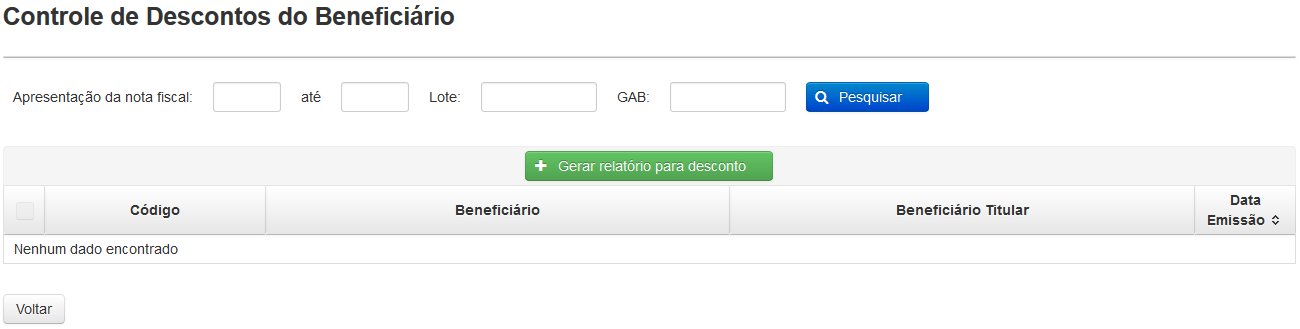 Controle de Descontos do Beneficiário
Apresentação da nota fiscal: até Lote: GAB: Pesquisar
Gerar relatório para desconto
Código Beneficiário Beneficiário Titular Data
Emissão
Nenhum dado encontrado
Voltar